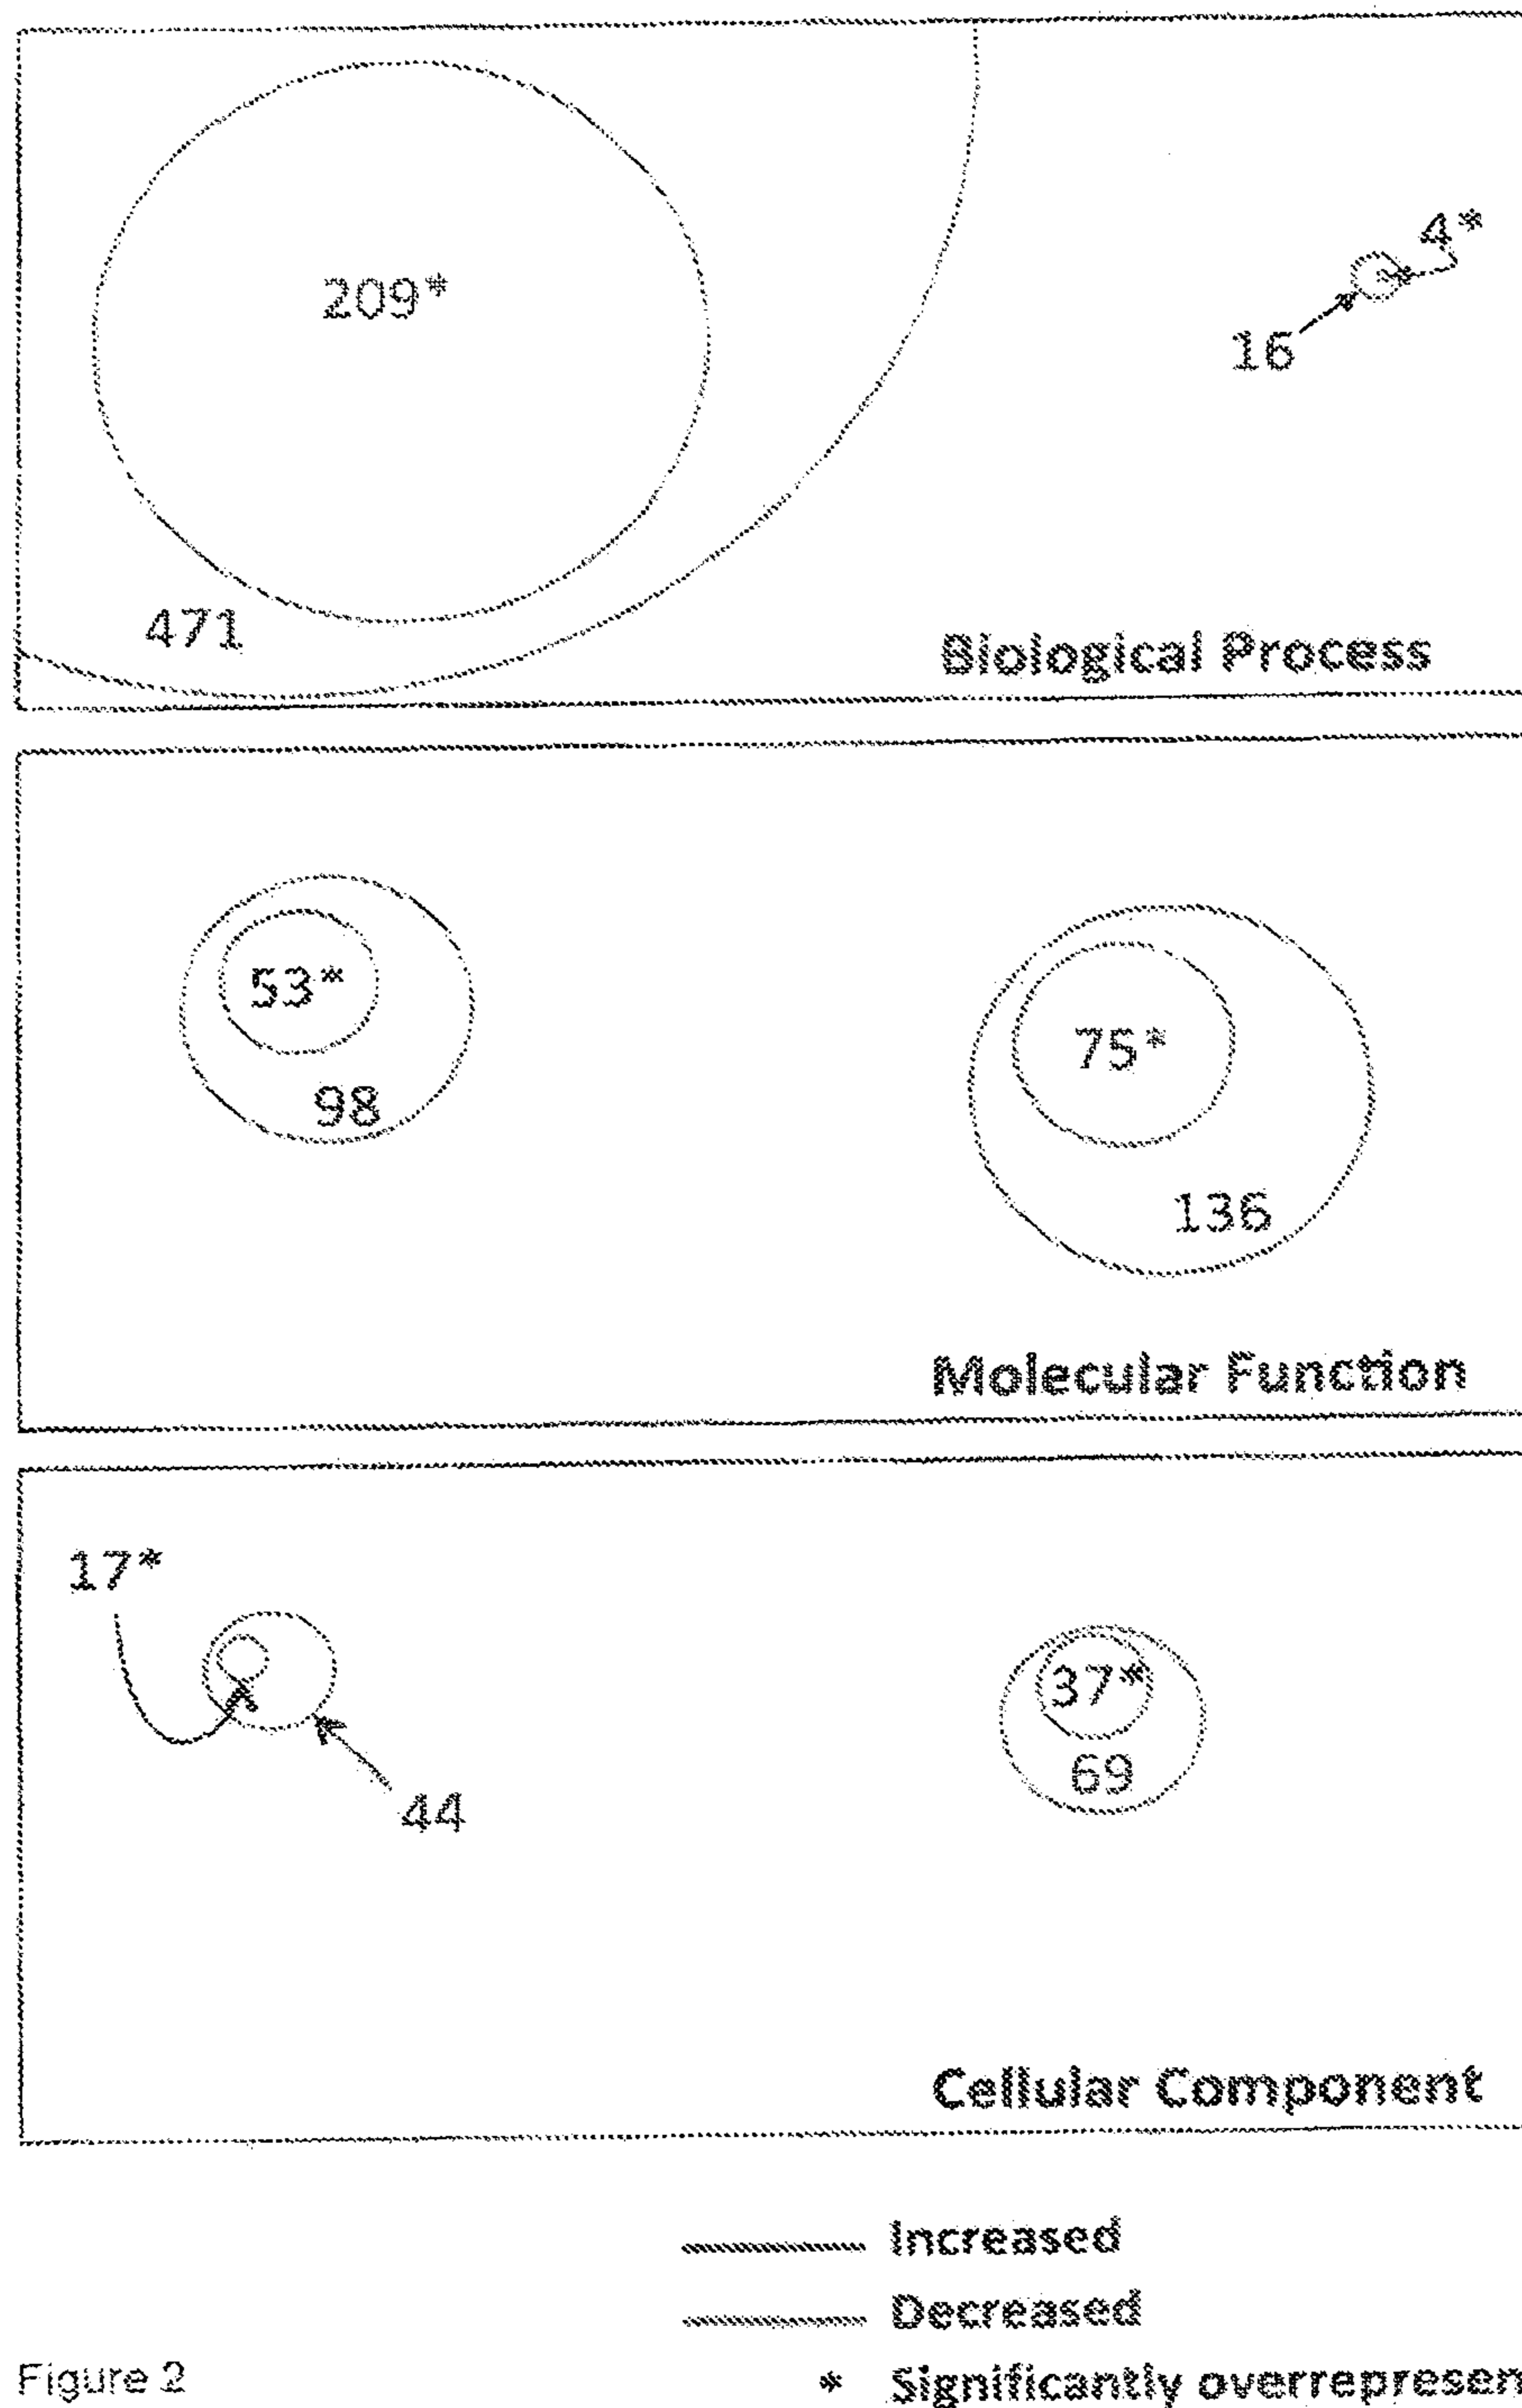 209*
4*
16
471
Biological Process
53*
98
75*
136
Molecular Function
17*
44
37*
69
Cellular Component
Increased
Decreased
* Significantly overrepresen
Figure 2